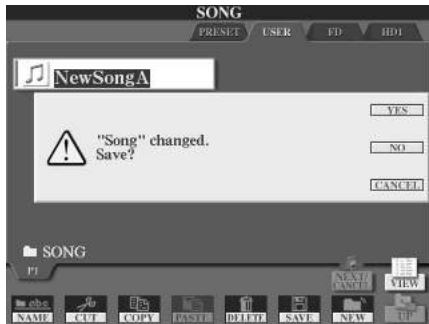 SONG
PRESET USER FD HD1
NewSongA
YES
"Song" changed.
Save?
NO
CANCEL
SONG
P1
NEXT/
CANCEL
VIEW
abc
NAME CUT COPY PASTE DELETE SAVE NEW UP